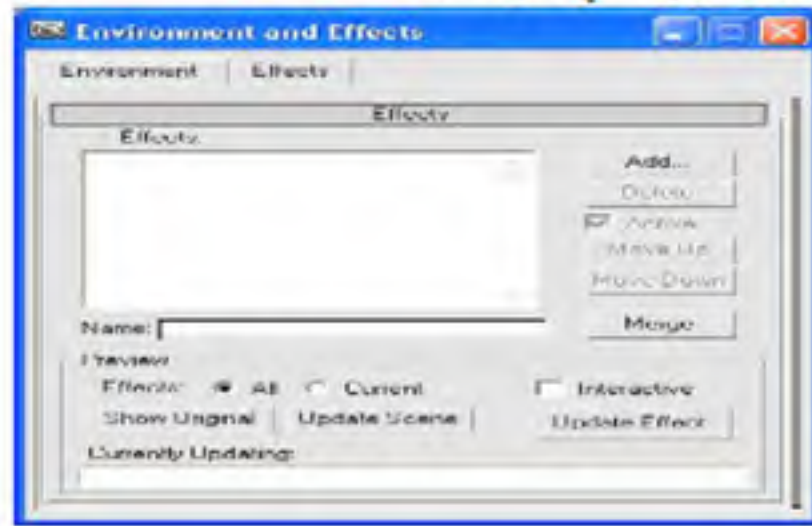 Environment and Effects
Environment Effects
Effects
Effects:
Add...
Delete
Active
Move Up
Move Down
Name:
Merge
Preview
Effects: All Current Interactive
Show Original Update Scene Update Effect
Currently Updating: